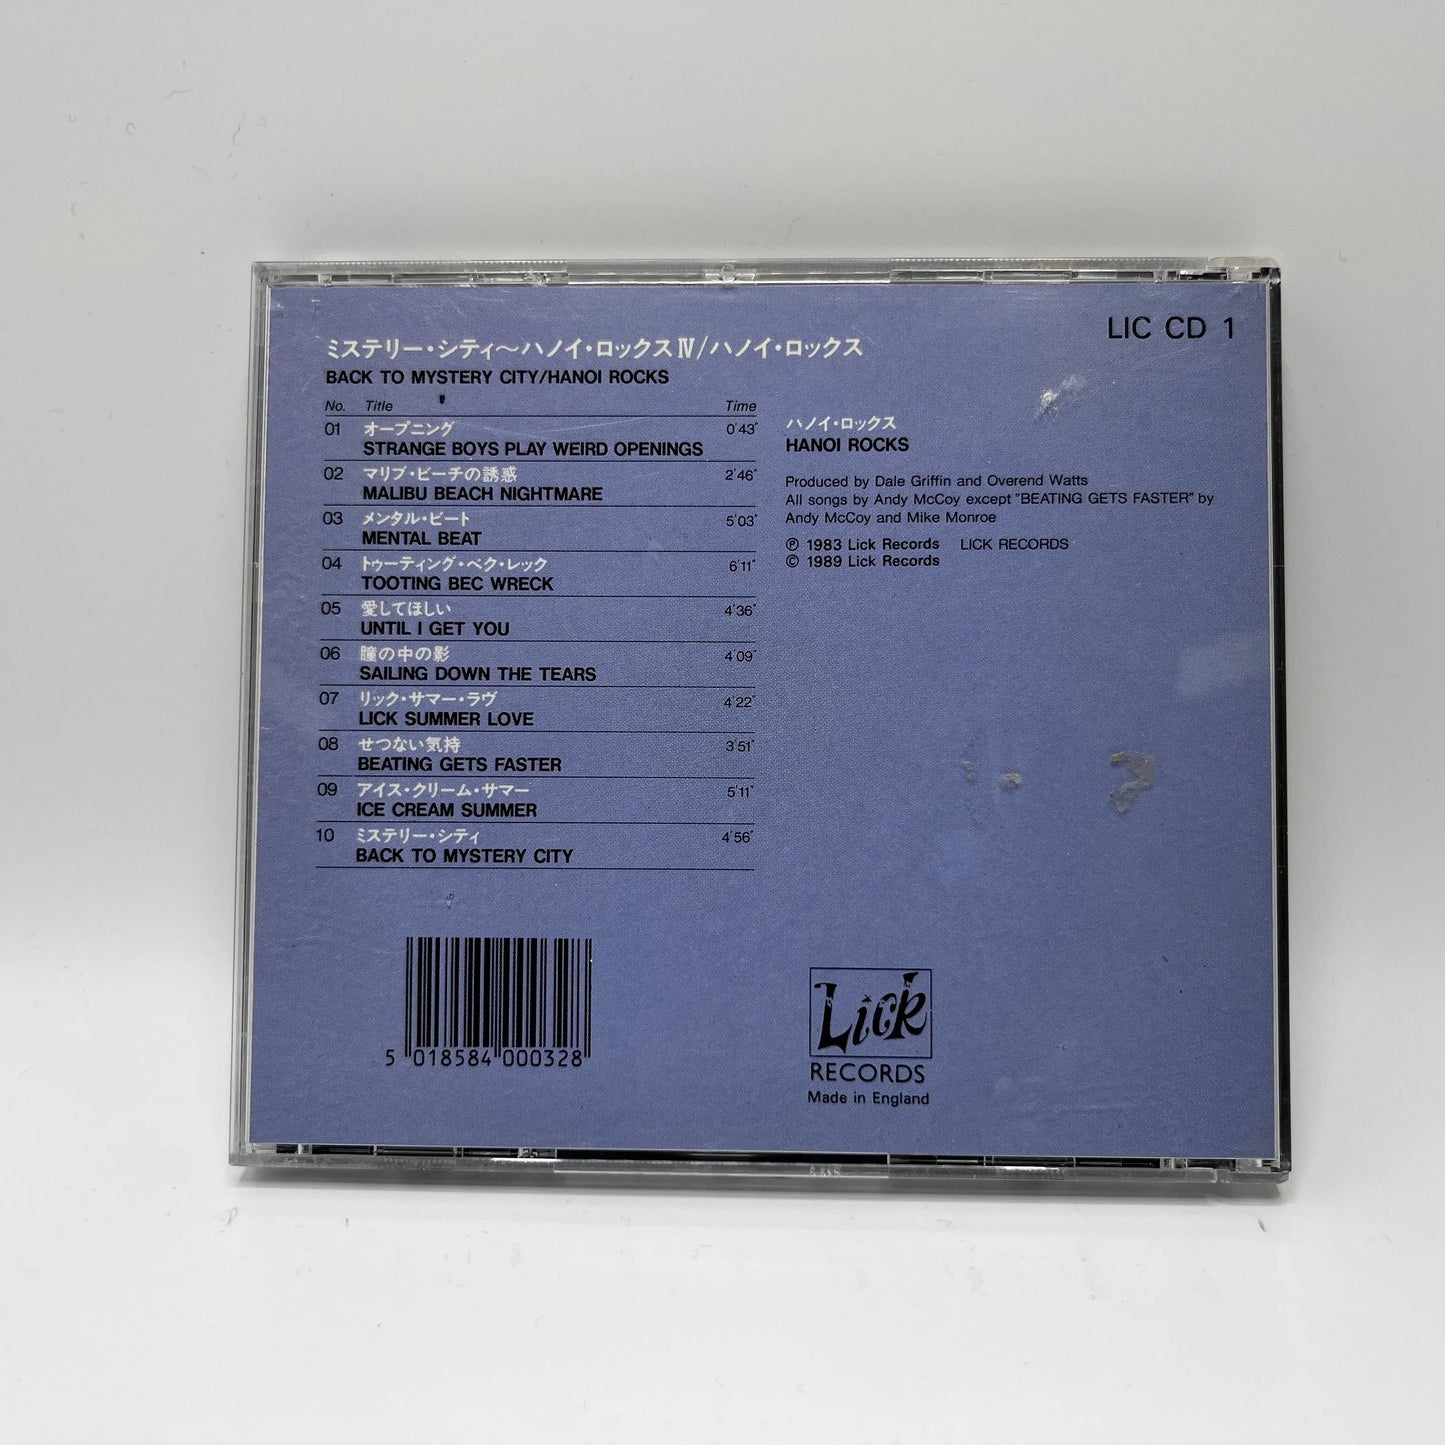 LIC CD 1
ミステリー・シティ〜ハノイ・ロックスⅣ/ハノイ・ロックス
BACK TO MYSTERY CITY/HANOI ROCKS
No. Title Time
01 オープニング 0'43"
STRANGE BOYS PLAY WEIRD OPENINGS
02 マリブ・ビーチの誘惑 2'46"
MALIBU BEACH NIGHTMARE
03 メンタル・ビート 5'03"
MENTAL BEAT
04 トゥーティング・ベク・レック 6'11"
TOOTING BEC WRECK
05 愛してほしい 4'36"
UNTIL I GET YOU
06 瞳の中の影 4'09"
SAILING DOWN THE TEARS
07 リック・サマー・ラヴ 4'22"
LICK SUMMER LOVE
08 せつない気持 3'51"
BEATING GETS FASTER
09 アイス・クリーム・サマー 5'11"
ICE CREAM SUMMER
10 ミステリー・シティ 4'56"
BACK TO MYSTERY CITY
ハノイ・ロックス
HANOI ROCKS
Produced by Dale Griffin and Overend Watts
All songs by Andy McCoy except "BEATING GETS FASTER" by
Andy McCoy and Mike Monroe
℗ 1983 Lick Records LICK RECORDS
© 1989 Lick Records
5 018584 000328
Lick
RECORDS
Made in England